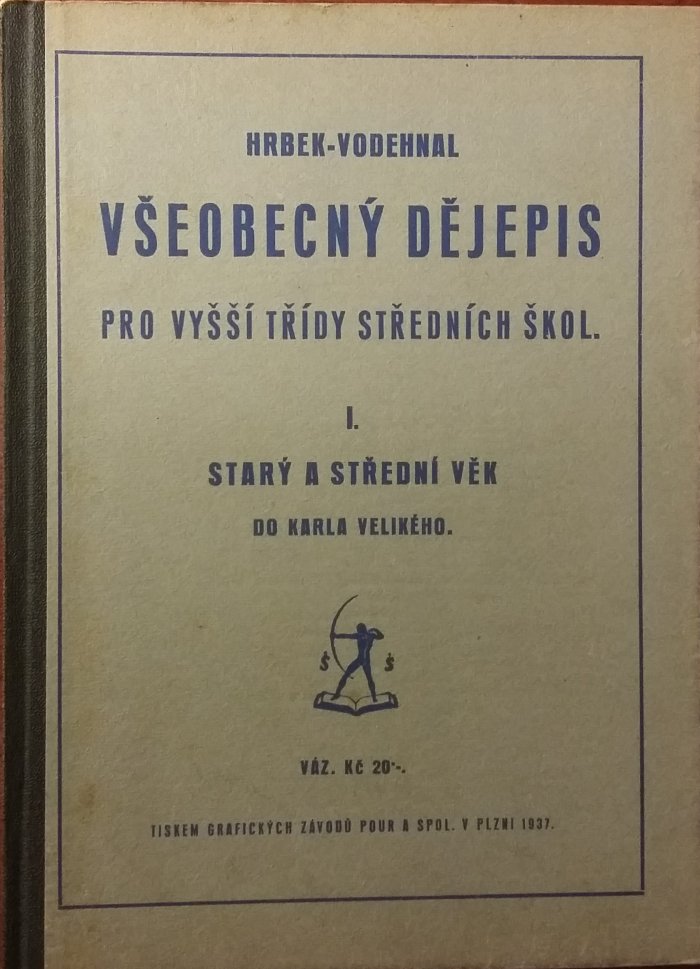 HRBEK-VODEHNAL
VŠEOBECNÝ DĚJEPIS
PRO VYŠŠÍ TŘÍDY STŘEDNÍCH ŠKOL.
I.
STARÝ A STŘEDNÍ VĚK
DO KARLA VELIKÉHO.
Š Š
VÁZ. Kč 20·-.
TISKEM GRAFICKÝCH ZÁVODŮ POUR A SPOL. V PLZNI 1937.